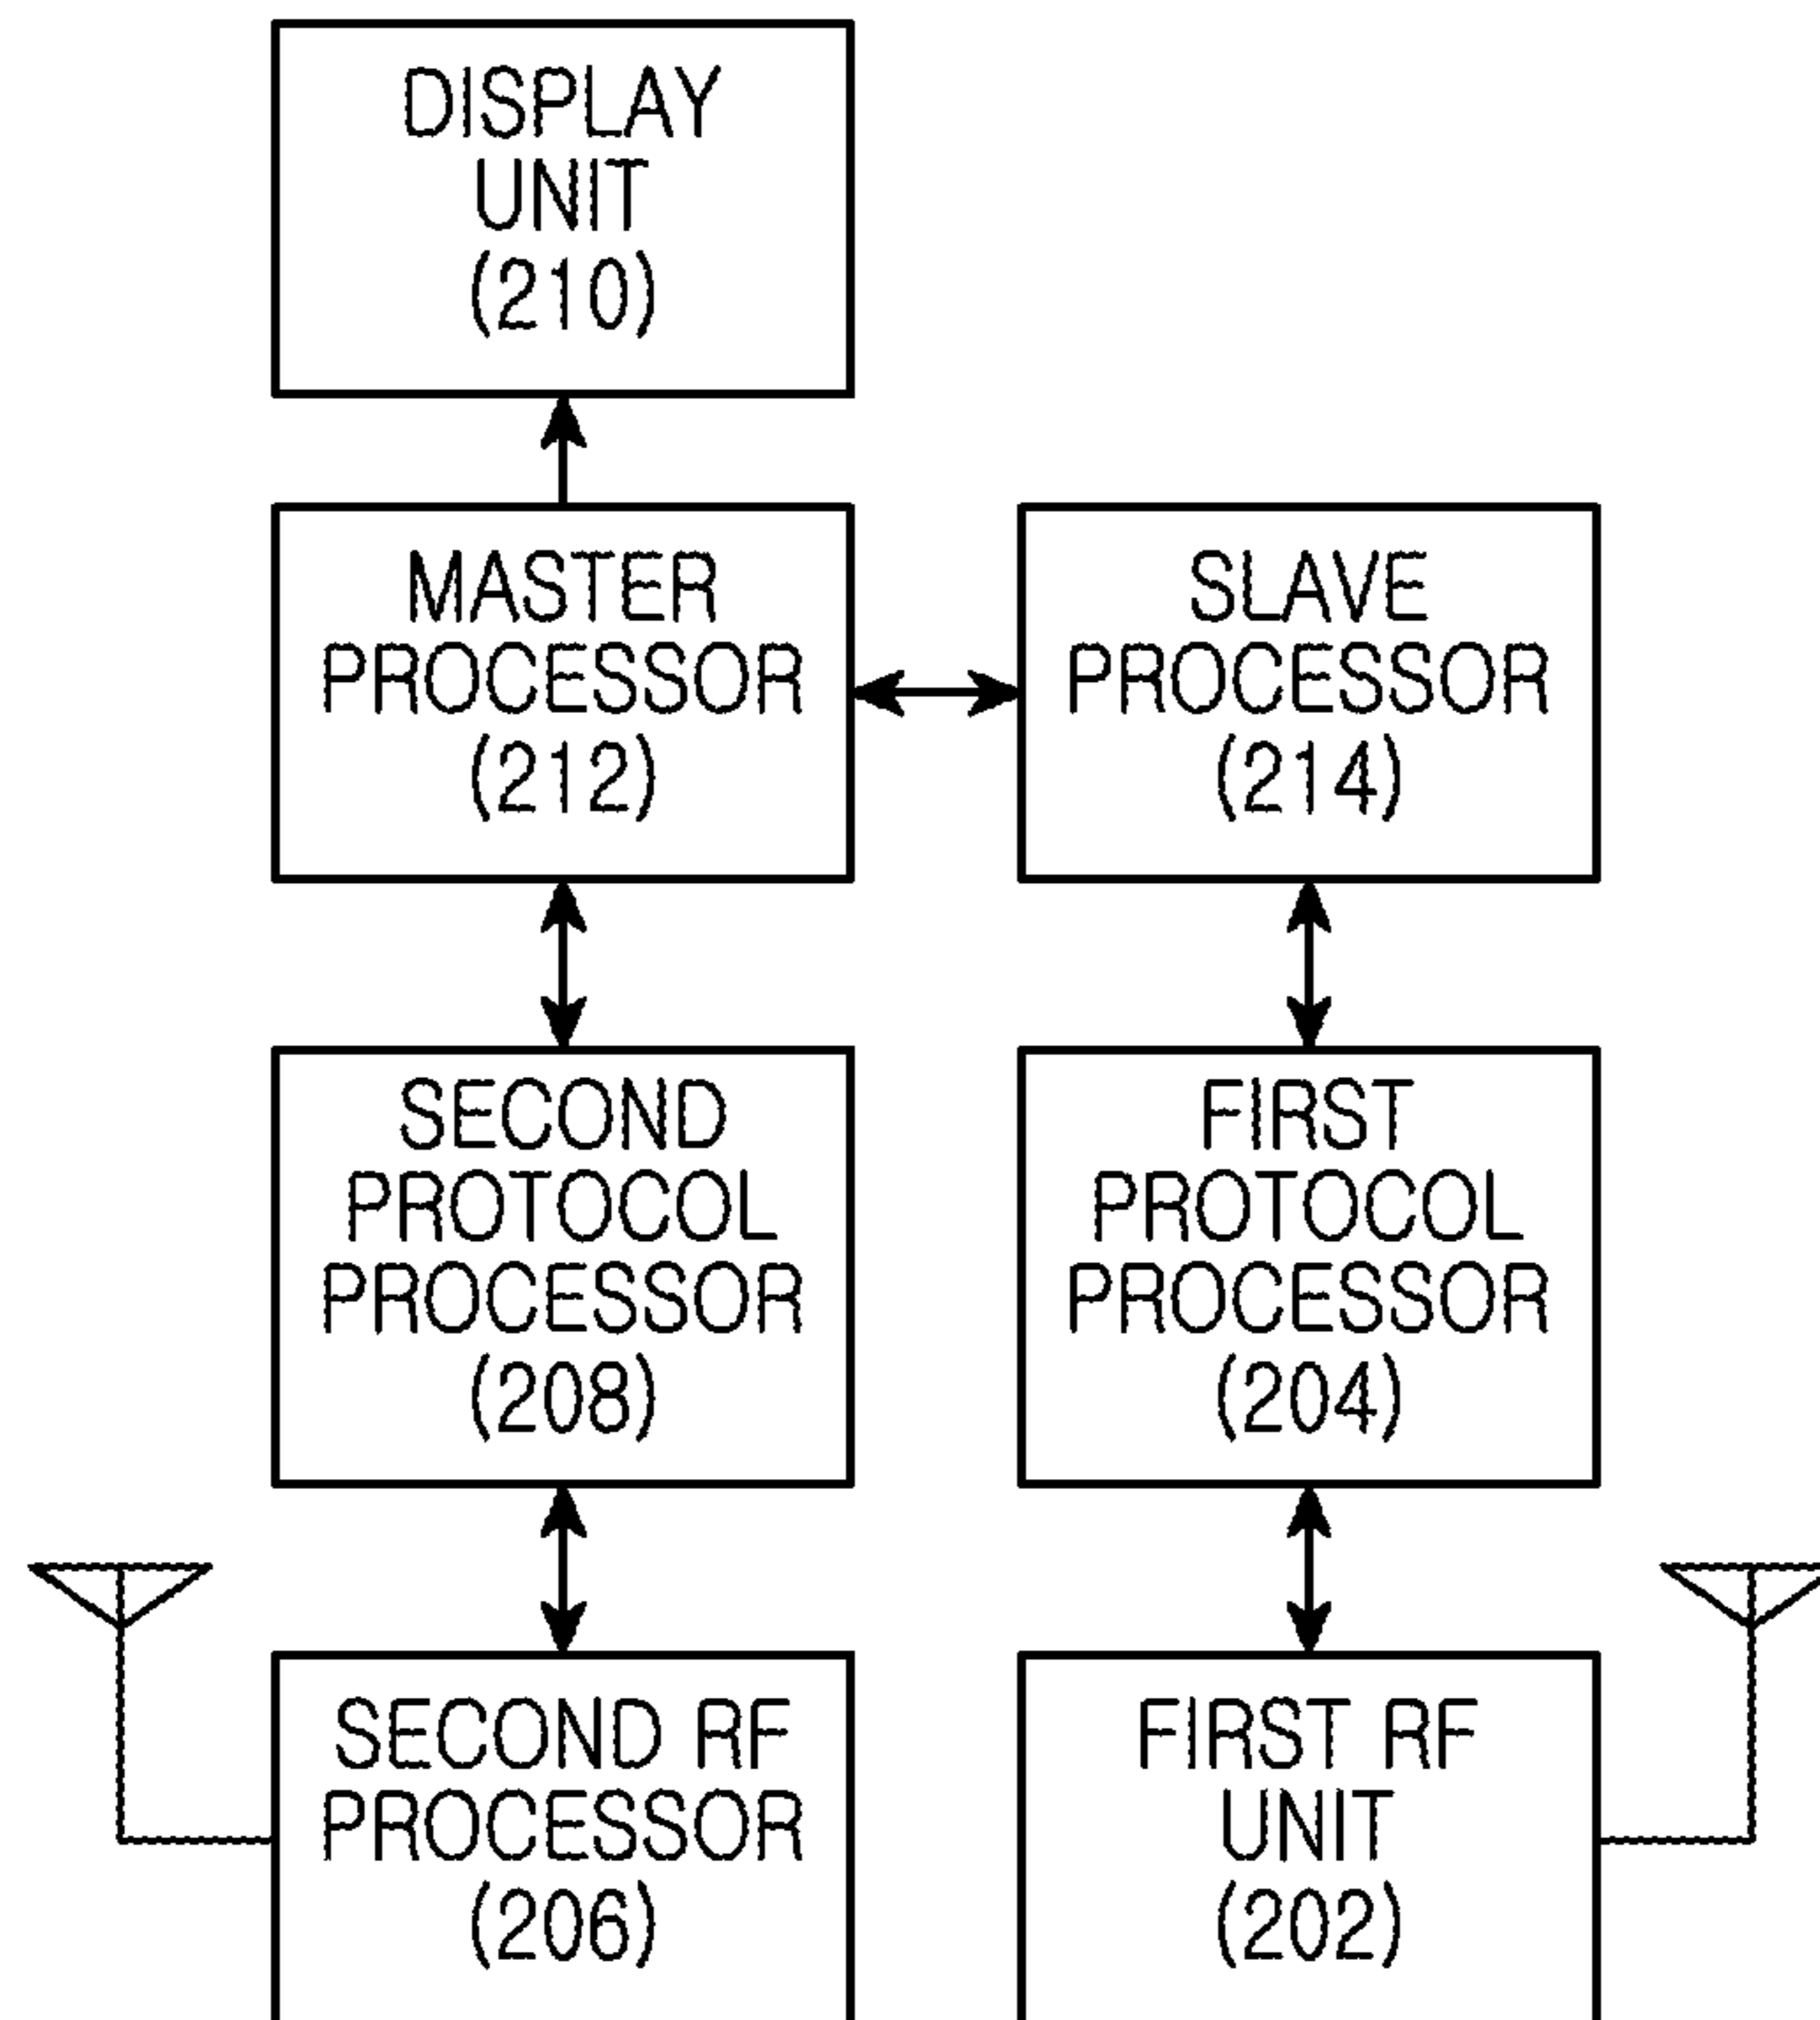 DISPLAY
UNIT
(210)
MASTER
PROCESSOR
(212)
SLAVE
PROCESSOR
(214)
SECOND
PROTOCOL
PROCESSOR
(208)
FIRST
PROTOCOL
PROCESSOR
(204)
SECOND RF
PROCESSOR
(206)
FIRST RF
UNIT
(202)